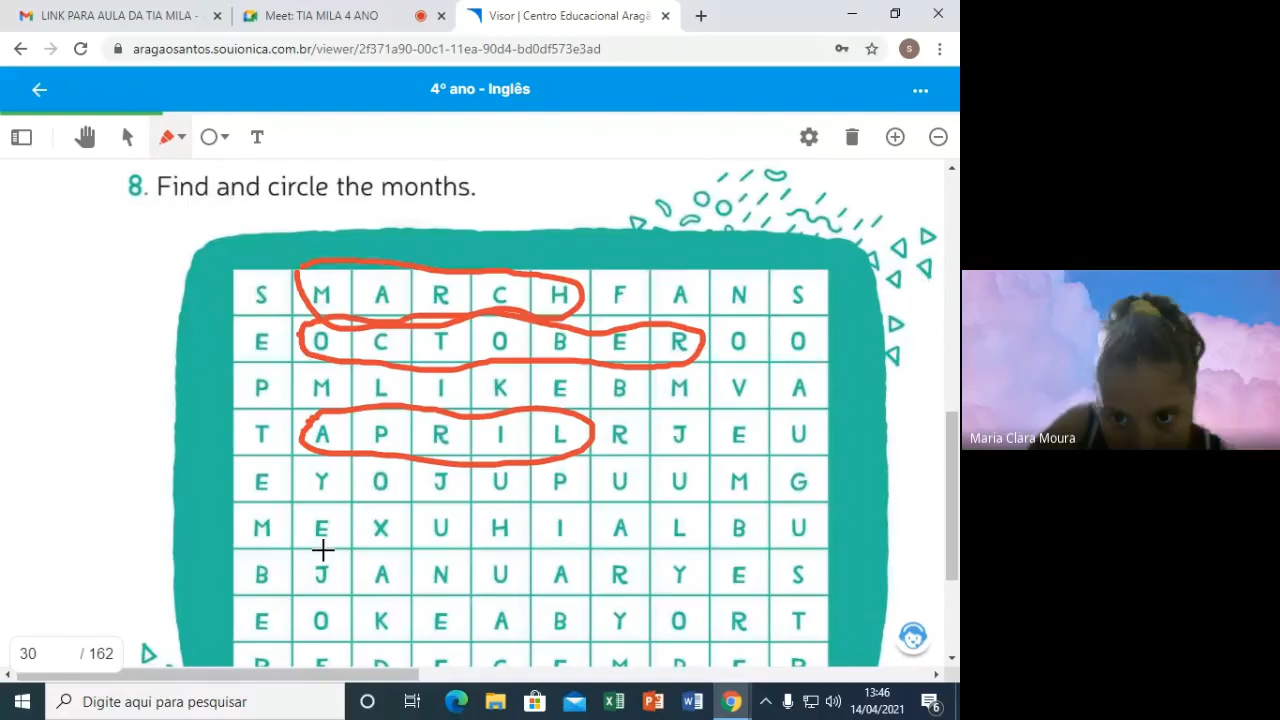 LINK PARA AULA DA TIA MILA -
Meet: TIA MILA 4 ANO
Visor | Centro Educacional Aragã
aragaosantos.souionica.com.br/viewer/2f371a90-00c1-11ea-90d4-bd0df573e3ad
S
4º ano - Inglês
T
8. Find and circle the months.
S M A R C H F A N S
E O C T O B E R O O
P M L I K E B M V A
T A P R I L R J E U
E Y O J U P U U M G
M E X U H I A L B U
B J A N U A R Y E S
E O K E A B Y O R T
R E D E C E M B E R
Maria Clara Moura
30 / 162
Digite aqui para pesquisar
13:46
14/04/2021
6